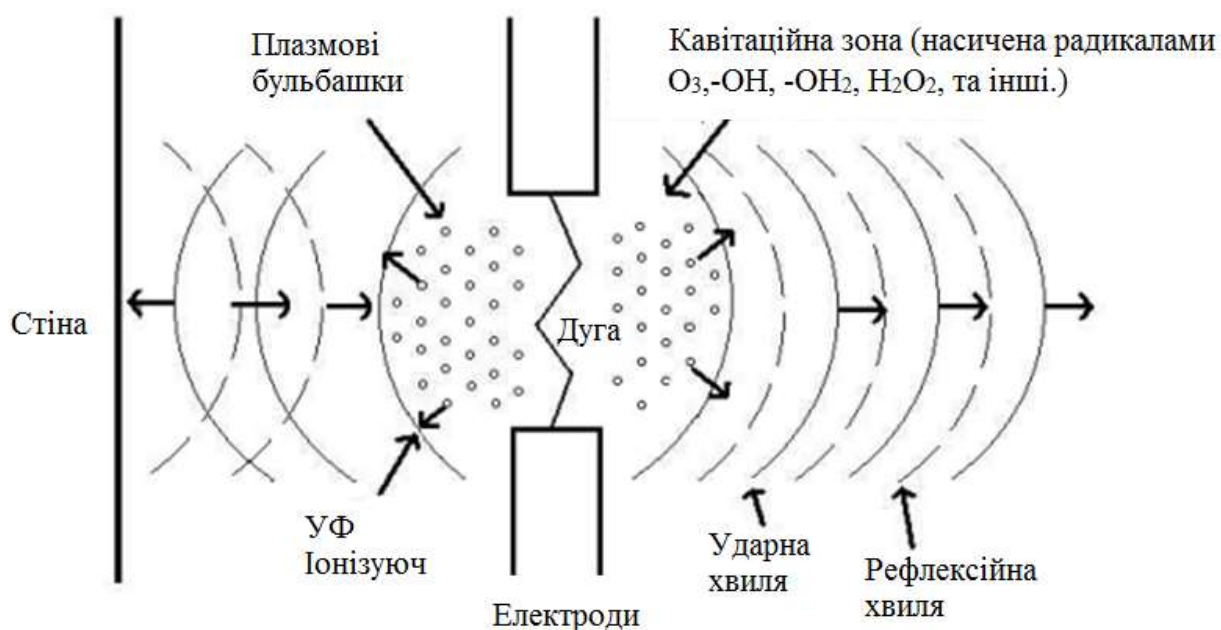 Плазмові
бульбашки
Кавітаційна зона (насичена радикалами
O₃,-OH, -OH₂, H₂O₂, та інші.)
Стіна
Дуга
УФ
Іонізуюч
Електроди
Ударна
хвиля
Рефлексійна
хвиля